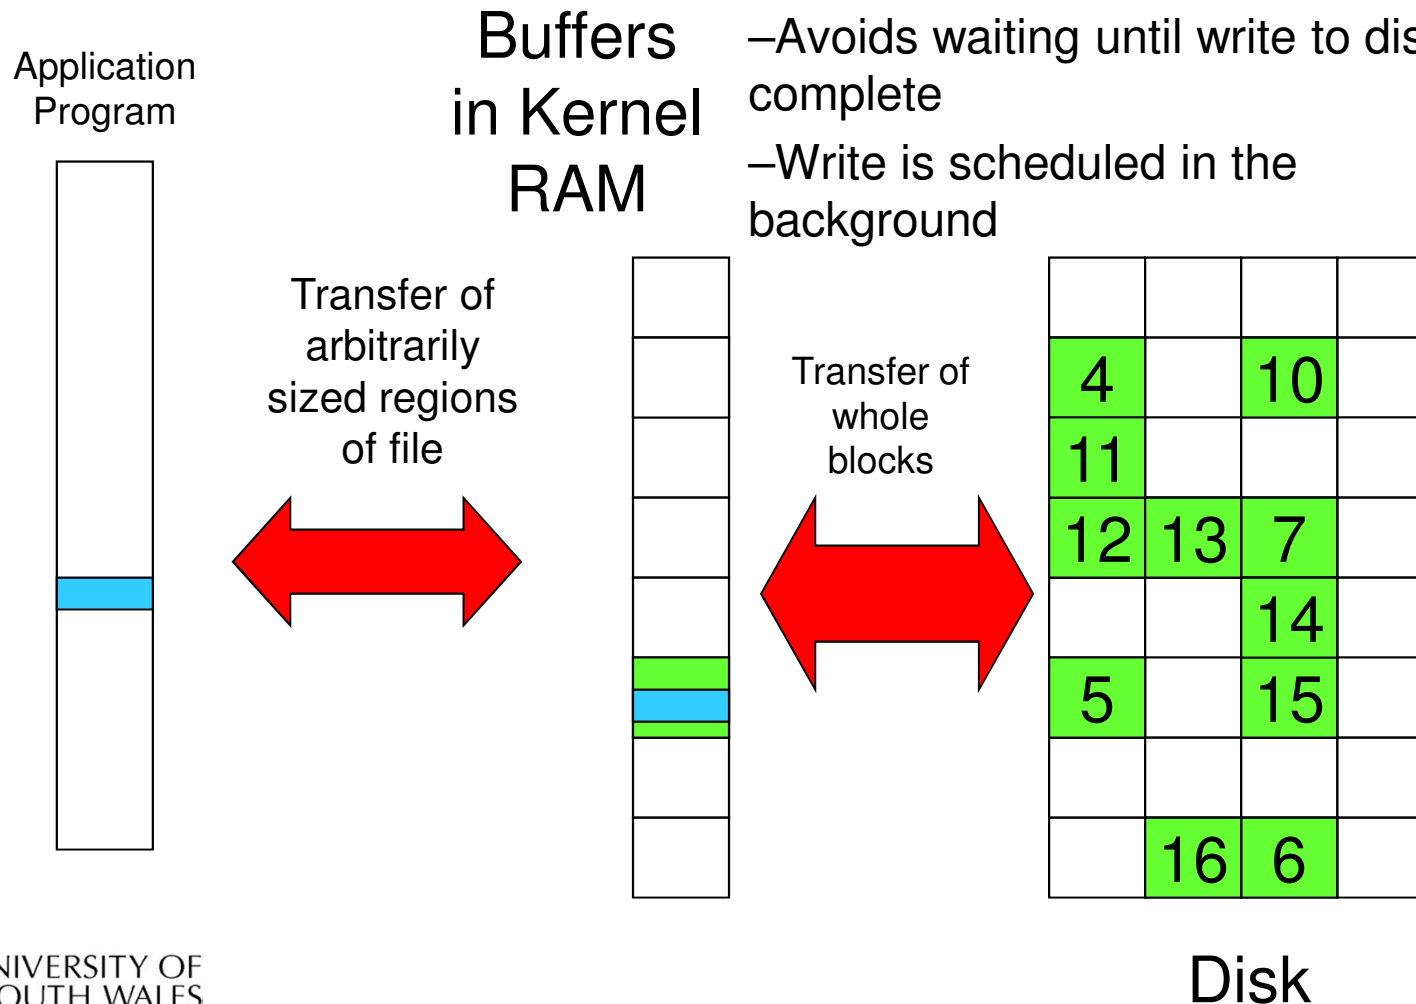 Application
Program
Buffers
in Kernel
RAM
–Avoids waiting until write to dis
complete
–Write is scheduled in the
background
Transfer of
arbitrarily
sized regions
of file
Transfer of
whole
blocks
4 10
11
12 13 7
14
5 15
16 6
Disk
NIVERSITY OF
OUTH WALES